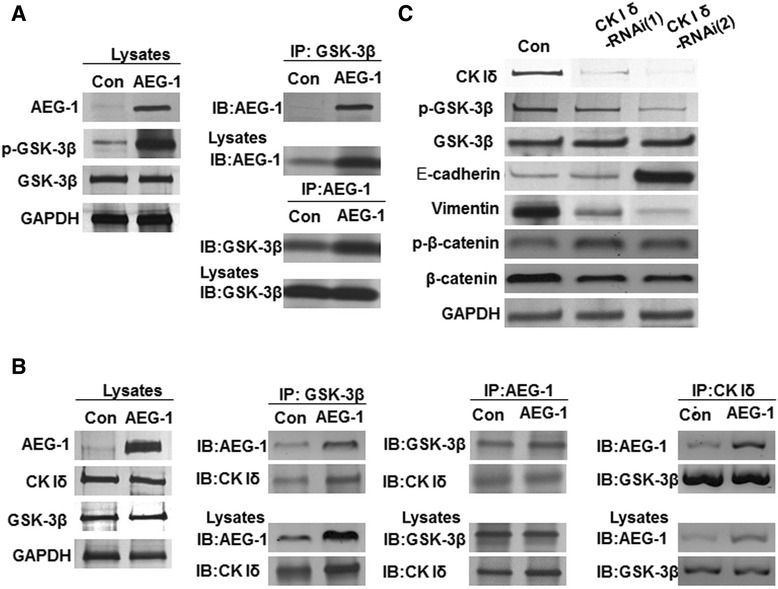 A
Lysates
Con AEG-1
AEG-1
p-GSK-3β
GSK-3β
GAPDH
IP: GSK-3β
Con AEG-1
IB:AEG-1
Lysates
IB:AEG-1
IP:AEG-1
Con AEG-1
IB:GSK-3β
Lysates
IB:GSK-3β
C
Con
CK I δ
-RNAi(1)
CK I δ
-RNAi(2)
CK Iδ
p-GSK-3β
GSK-3β
E-cadherin
Vimentin
p-β-catenin
β-catenin
GAPDH
B
Lysates
Con AEG-1
AEG-1
CK Iδ
GSK-3β
GAPDH
IP: GSK-3β
Con AEG-1
IB:AEG-1
IB:CK Iδ
Lysates
IB:AEG-1
IB:CK Iδ
IP:AEG-1
Con AEG-1
IB:GSK-3β
IB:CK Iδ
Lysates
IB:GSK-3β
IB:CK Iδ
IP:CK Iδ
Con AEG-1
IB:AEG-1
IB:GSK-3β
Lysates
IB:AEG-1
IB:GSK-3β